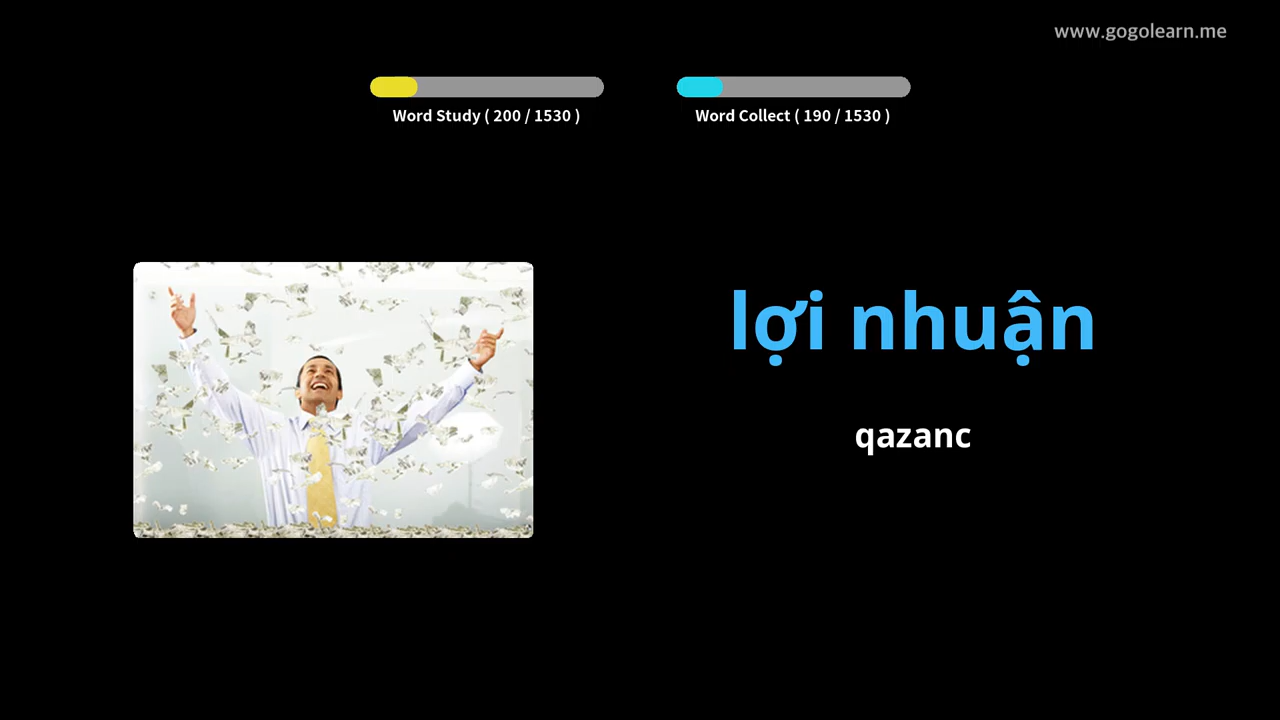 www.gogolearn.me
Word Study ( 200 / 1530 )
Word Collect ( 190 / 1530 )
lợi nhuận
qazanc